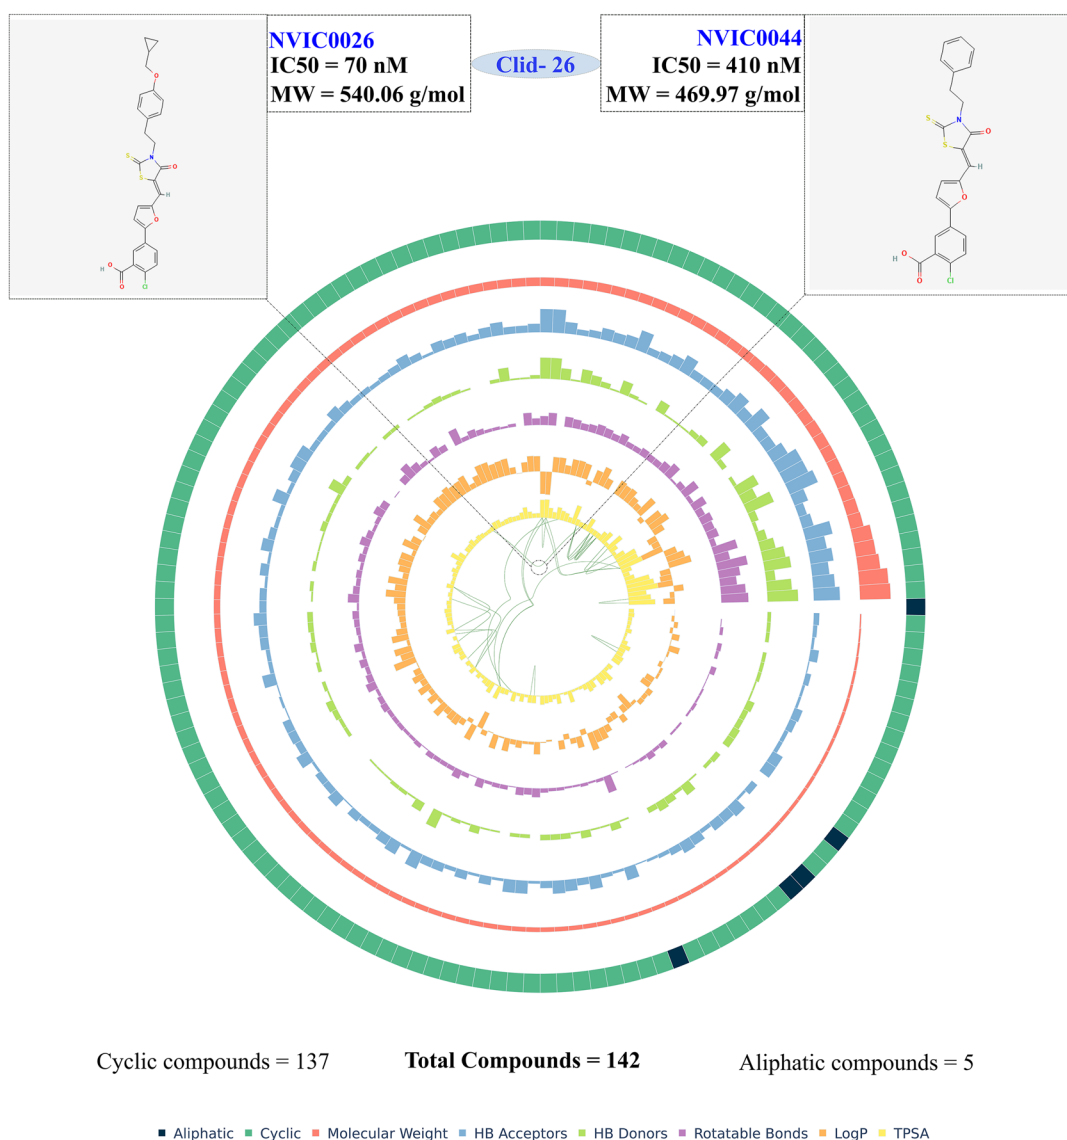 NVIC0026
IC50 = 70 nM
MW = 540.06 g/mol
Clid- 26
NVIC0044
IC50 = 410 nM
MW = 469.97 g/mol
O
N
S
O
S
H
O
H
O
O
Cl
N
S
O
S
H
O
H
O
O
Cl
Cyclic compounds = 137
Total Compounds = 142
Aliphatic compounds = 5
Aliphatic
Cyclic
Molecular Weight
HB Acceptors
HB Donors
Rotatable Bonds
LogP
TPSA